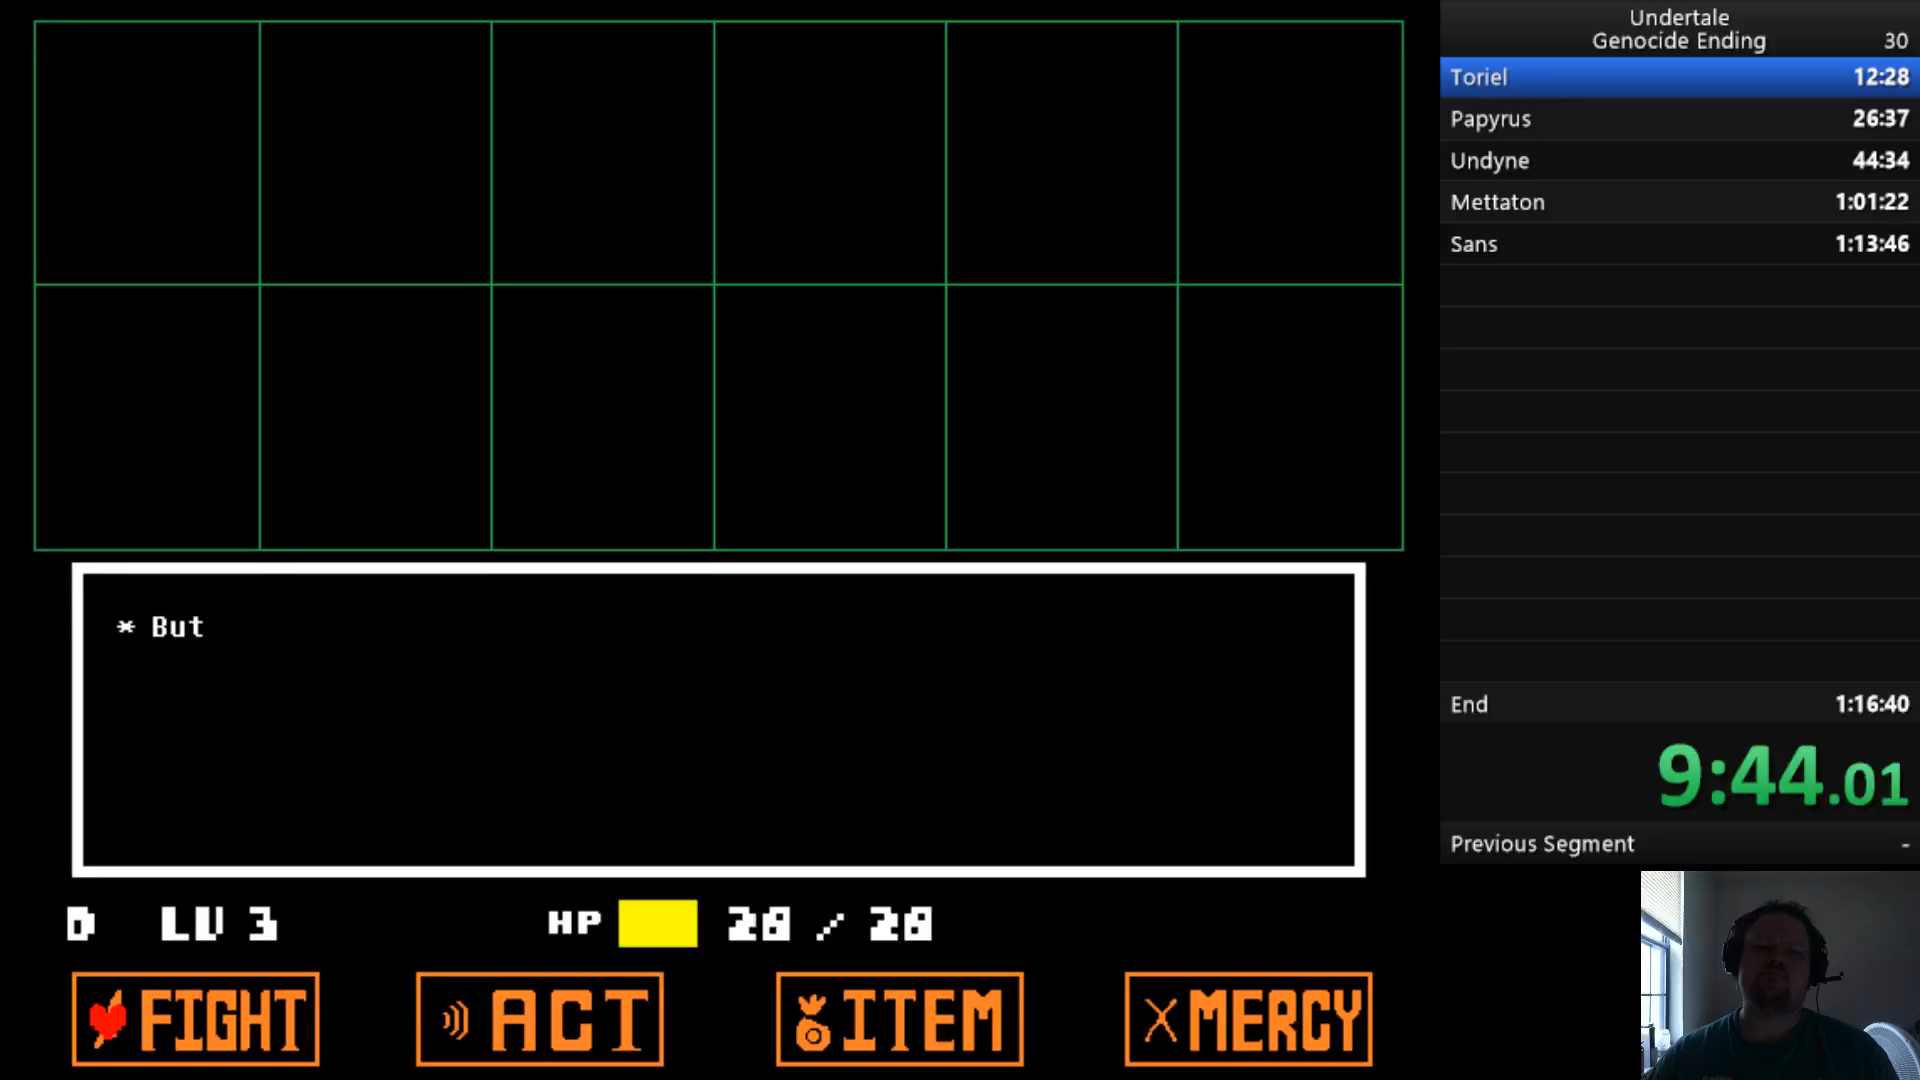 * But
D LV 3 HP 28 / 28
FIGHT ACT ITEM MERCY
Undertale
Genocide Ending 30
Toriel 12:28
Papyrus 26:37
Undyne 44:34
Mettaton 1:01:22
Sans 1:13:46
End 1:16:40
9:44.01
Previous Segment -